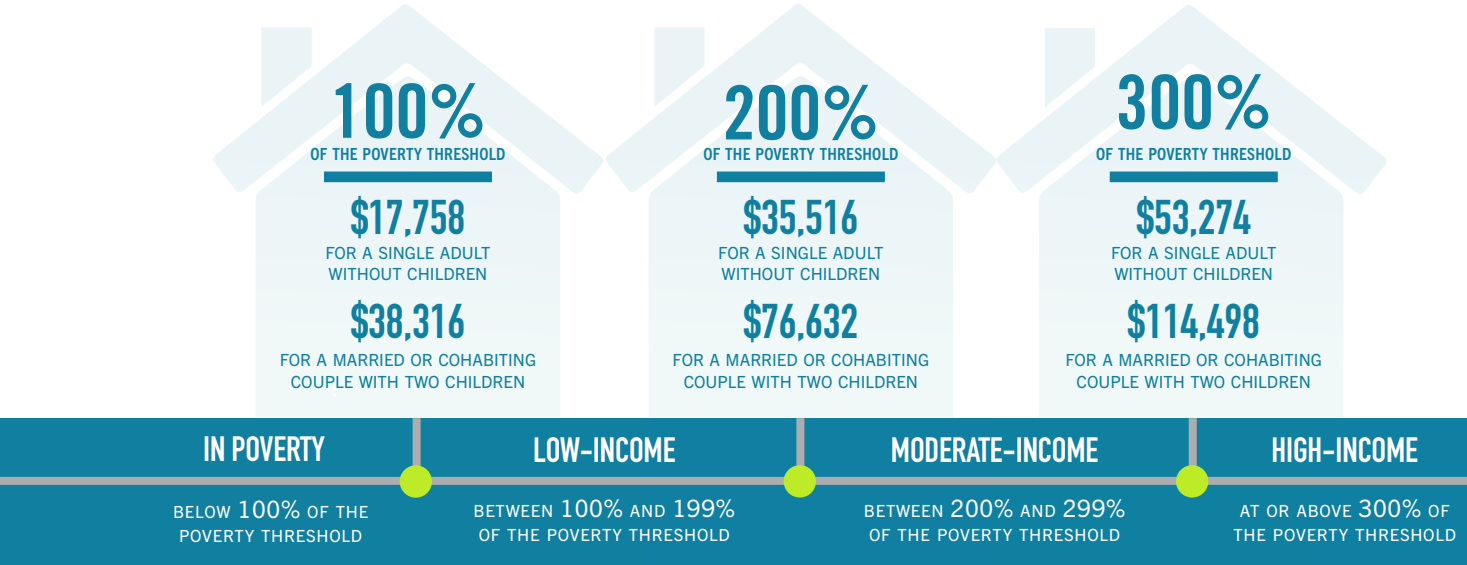 100%
OF THE POVERTY THRESHOLD
$17,758
FOR A SINGLE ADULT
WITHOUT CHILDREN
$38,316
FOR A MARRIED OR COHABITING
COUPLE WITH TWO CHILDREN
200%
OF THE POVERTY THRESHOLD
$35,516
FOR A SINGLE ADULT
WITHOUT CHILDREN
$76,632
FOR A MARRIED OR COHABITING
COUPLE WITH TWO CHILDREN
300%
OF THE POVERTY THRESHOLD
$53,274
FOR A SINGLE ADULT
WITHOUT CHILDREN
$114,498
FOR A MARRIED OR COHABITING
COUPLE WITH TWO CHILDREN
IN POVERTY
BELOW 100% OF THE
POVERTY THRESHOLD
LOW-INCOME
BETWEEN 100% AND 199%
OF THE POVERTY THRESHOLD
MODERATE-INCOME
BETWEEN 200% AND 299%
OF THE POVERTY THRESHOLD
HIGH-INCOME
AT OR ABOVE 300% OF
THE POVERTY THRESHOLD